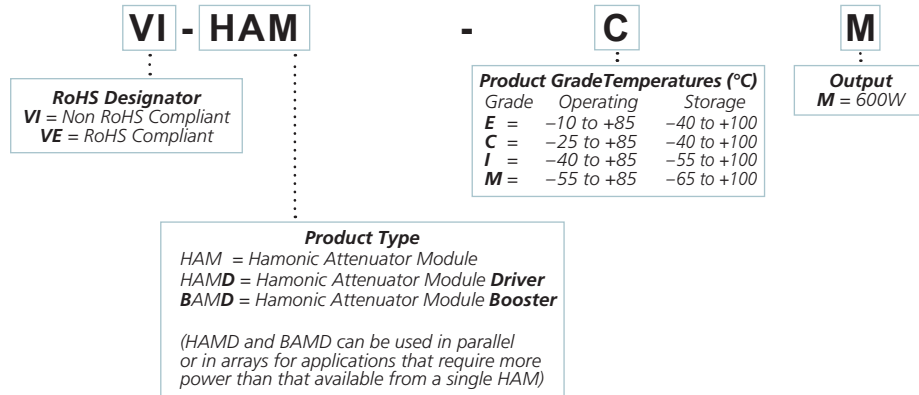 VI - HAM - C M
RoHS Designator
VI = Non RoHS Compliant
VE = RoHS Compliant
Product GradeTemperatures (°C)
Grade Operating Storage
E = −10 to +85 −40 to +100
C = −25 to +85 −40 to +100
I = −40 to +85 −55 to +100
M = −55 to +85 −65 to +100
Output
M = 600W
Product Type
HAM = Hamonic Attenuator Module
HAMD = Hamonic Attenuator Module Driver
BAMD = Hamonic Attenuator Module Booster
(HAMD and BAMD can be used in parallel
or in arrays for applications that require more
power than that available from a single HAM)